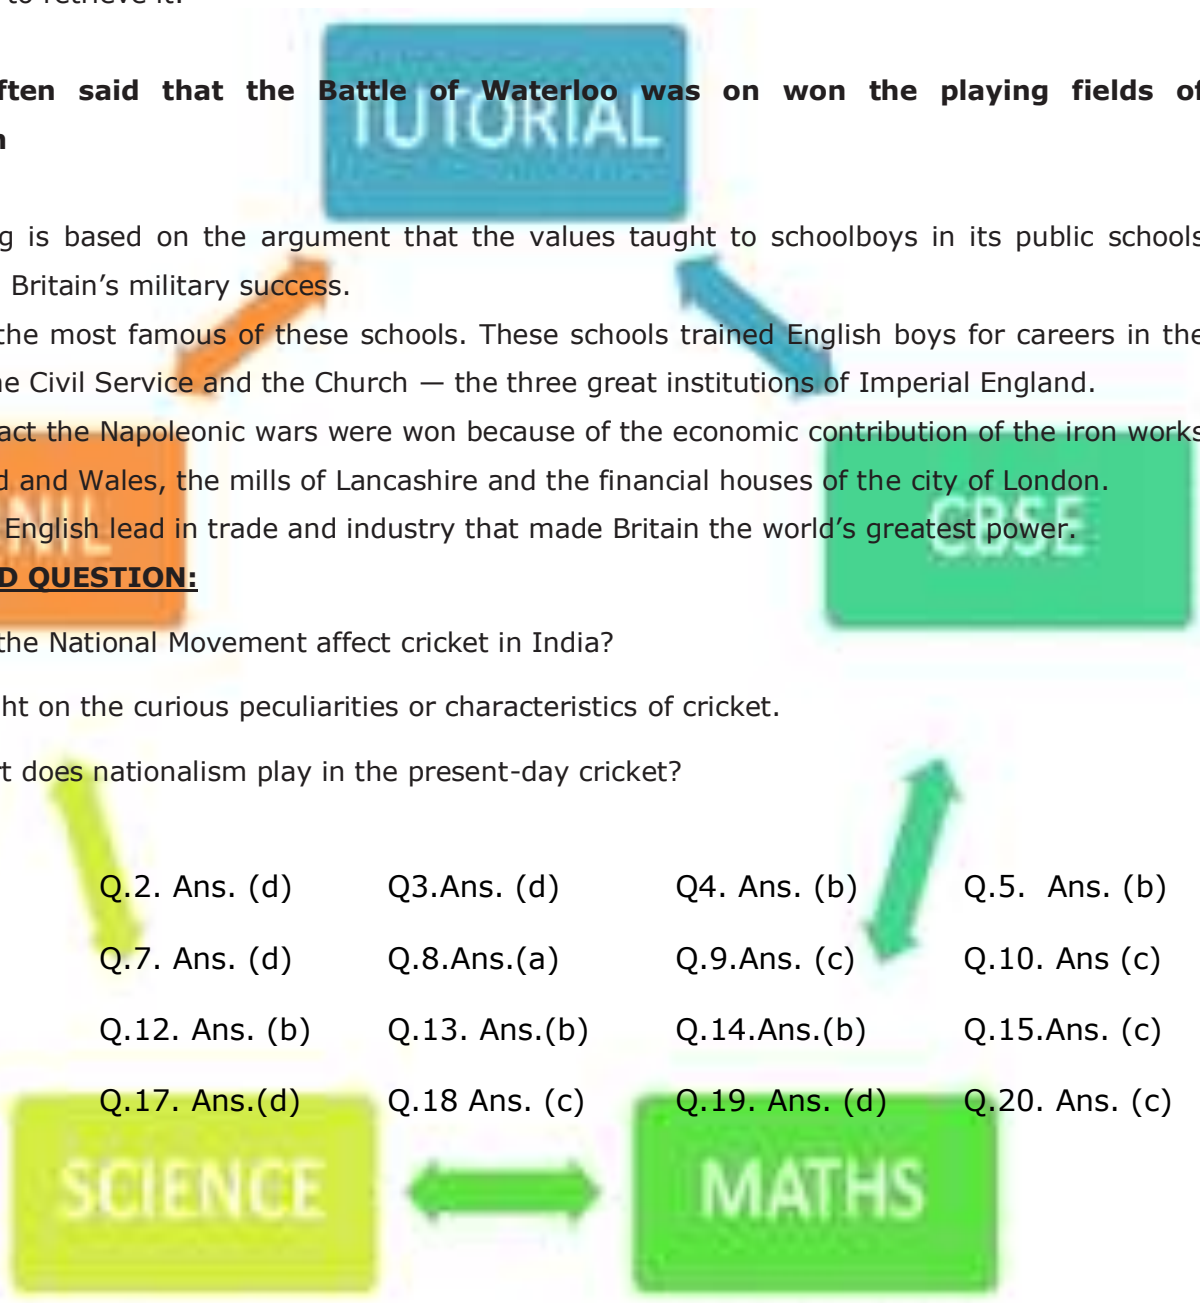 to retrieve it.
ften said that the Battle of Waterloo was on won the playing fields of
TUTORIAL
g is based on the argument that the values taught to schoolboys in its public schools
Britain's military success.
the most famous of these schools. These schools trained English boys for careers in the
he Civil Service and the Church — the three great institutions of Imperial England.
act the Napoleonic wars were won because of the economic contribution of the iron works
d and Wales, the mills of Lancashire and the financial houses of the city of London.
English lead in trade and industry that made Britain the world's greatest power.
CBSE
D QUESTION:
the National Movement affect cricket in India?
ht on the curious peculiarities or characteristics of cricket.
rt does nationalism play in the present-day cricket?
Q.2. Ans. (d) Q3.Ans. (d) Q4. Ans. (b) Q.5. Ans. (b)
Q.7. Ans. (d) Q.8.Ans.(a) Q.9.Ans. (c) Q.10. Ans (c)
Q.12. Ans. (b) Q.13. Ans.(b) Q.14.Ans.(b) Q.15.Ans. (c)
Q.17. Ans.(d) Q.18 Ans. (c) Q.19. Ans. (d) Q.20. Ans. (c)
SCIENCE MATHS